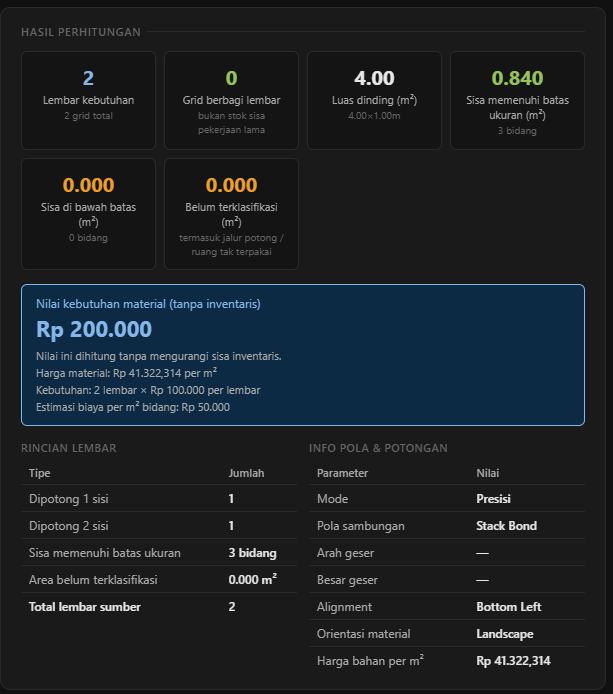 HASIL PERHITUNGAN
2
Lembar kebutuhan
2 grid total
0
Grid berbagi lembar
bukan stok sisa
pekerjaan lama
4.00
Luas dinding (m²)
4.00×1.00m
0.840
Sisa memenuhi batas
ukuran (m²)
3 bidang
0.000
Sisa di bawah batas
(m²)
0 bidang
0.000
Belum terklasifikasi
(m²)
termasuk jalur potong /
ruang tak terpakai
Nilai kebutuhan material (tanpa inventaris)
Rp 200.000
Nilai ini dihitung tanpa mengurangi sisa inventaris.
Harga material: Rp 41.322,314 per m²
Kebutuhan: 2 lembar × Rp 100.000 per lembar
Estimasi biaya per m² bidang: Rp 50.000
RINCIAN LEMBAR
Tipe Jumlah
Dipotong 1 sisi 1
Dipotong 2 sisi 1
Sisa memenuhi batas ukuran 3 bidang
Area belum terklasifikasi 0.000 m²
Total lembar sumber 2
INFO POLA & POTONGAN
Parameter Nilai
Mode Presisi
Pola sambungan Stack Bond
Arah geser —
Besar geser —
Alignment Bottom Left
Orientasi material Landscape
Harga bahan per m² Rp 41.322,314